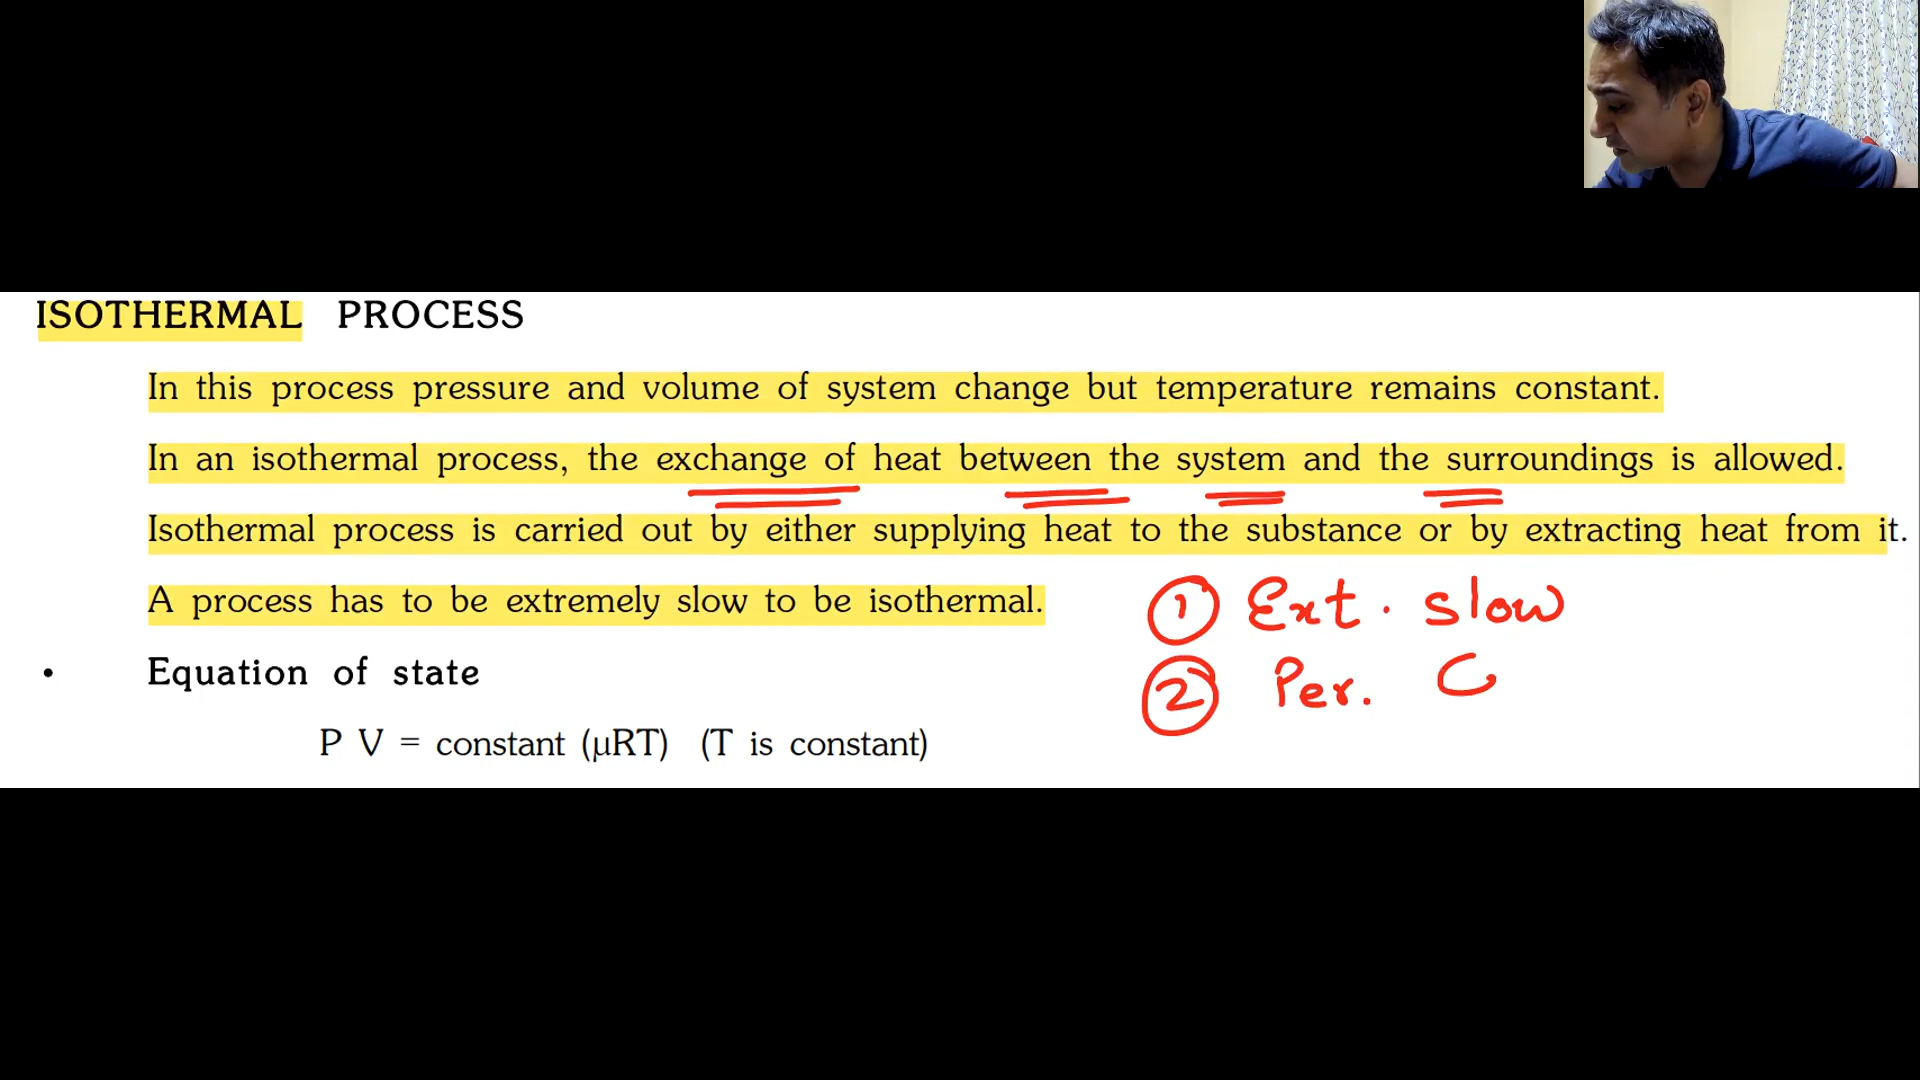 ISOTHERMAL PROCESS
In this process pressure and volume of system change but temperature remains constant.
In an isothermal process, the exchange of heat between the system and the surroundings is allowed.
Isothermal process is carried out by either supplying heat to the substance or by extracting heat from it.
A process has to be extremely slow to be isothermal.
① Ext. slow
② Per. C
• Equation of state
P V = constant (μRT) (T is constant)